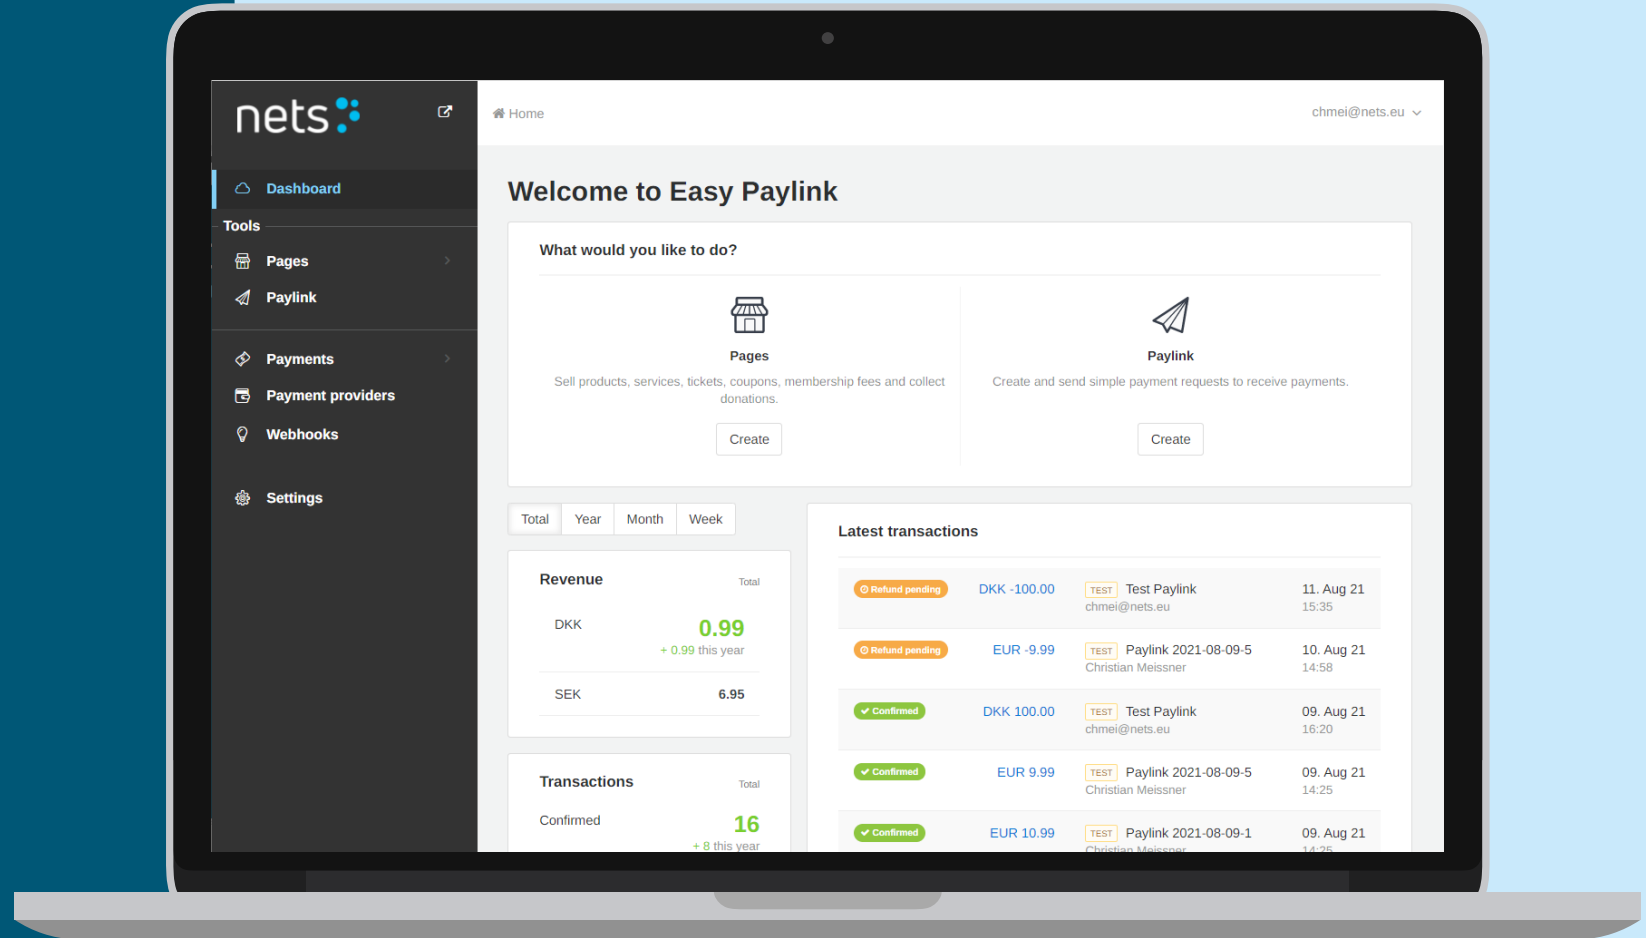 nets
Home
chmei@nets.eu
Dashboard
Tools
Pages
Paylink
Payments
Payment providers
Webhooks
Settings
Welcome to Easy Paylink
What would you like to do?
Pages
Sell products, services, tickets, coupons, membership fees and collect
donations.
Create
Paylink
Create and send simple payment requests to receive payments.
Create
Total Year Month Week
Revenue Total
DKK 0.99
+ 0.99 this year
SEK 6.95
Transactions Total
Confirmed 16
+ 8 this year
Latest transactions
Refund pending DKK -100.00 TEST Test Paylink 11. Aug 21
chmei@nets.eu 15:35
Refund pending EUR -9.99 TEST Paylink 2021-08-09-5 10. Aug 21
Christian Meissner 14:58
Confirmed DKK 100.00 TEST Test Paylink 09. Aug 21
chmei@nets.eu 16:20
Confirmed EUR 9.99 TEST Paylink 2021-08-09-5 09. Aug 21
Christian Meissner 14:25
Confirmed EUR 10.99 TEST Paylink 2021-08-09-1 09. Aug 21
Christian Meissner 14:25